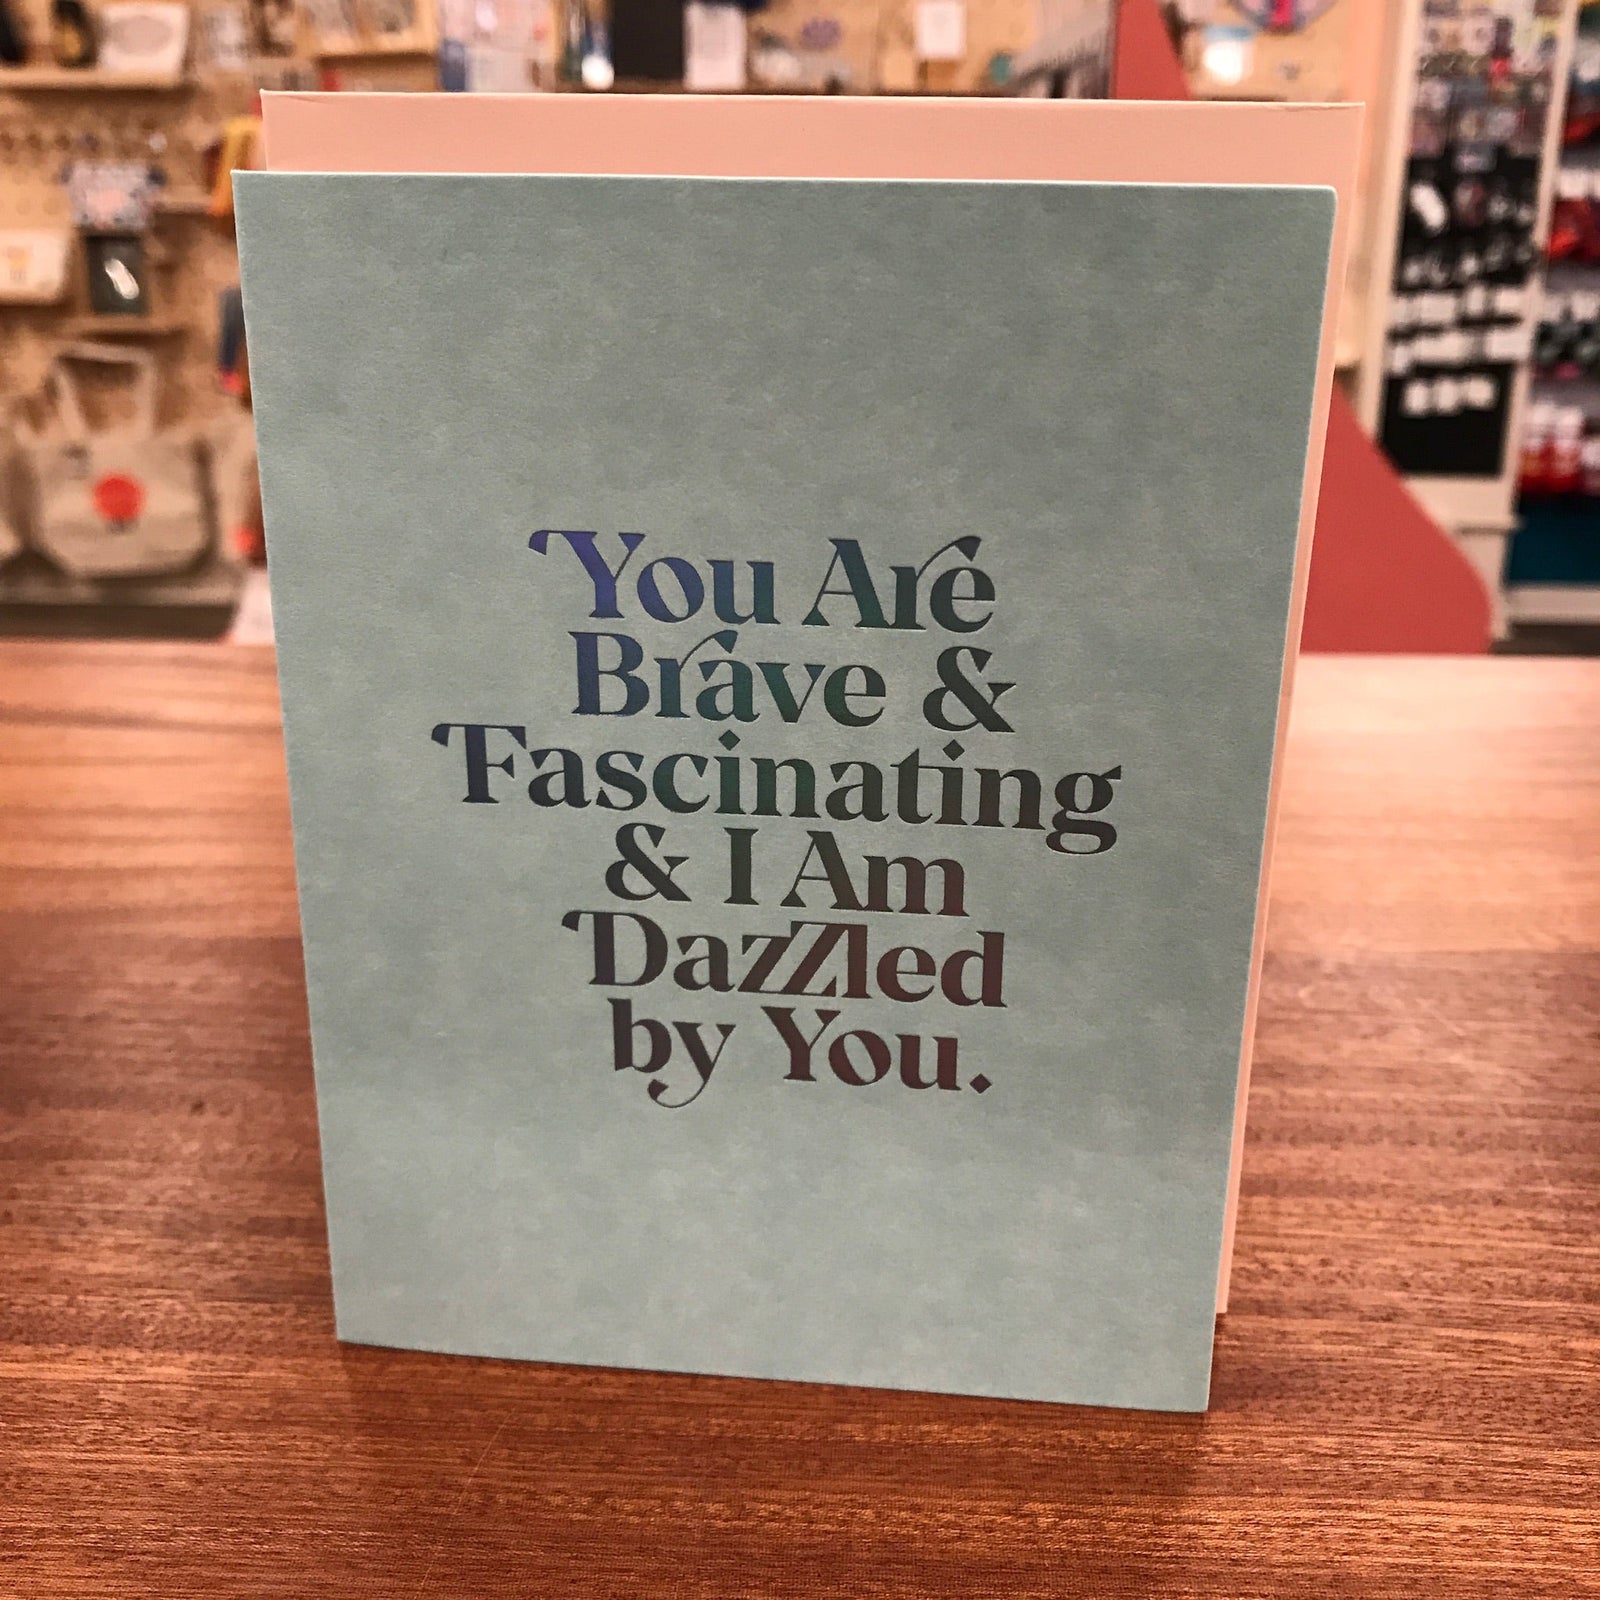 You Are
Brave &
Fascinating
& I Am
DazZled
by You.